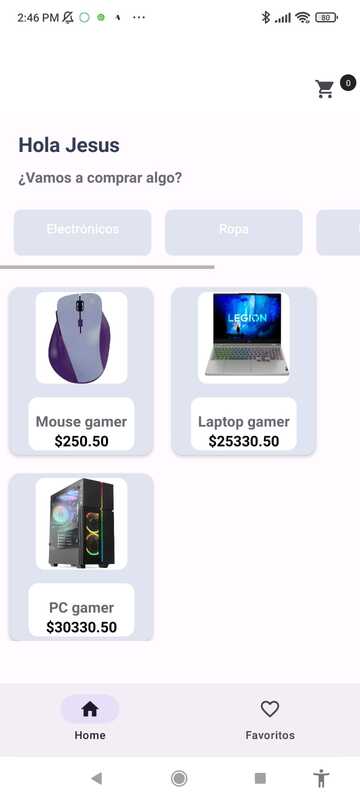 2:46 PM
80
0
Hola Jesus
¿Vamos a comprar algo?
Electrónicos
Ropa
LEGION
Mouse gamer
$250.50
Laptop gamer
$25330.50
PC gamer
$30330.50
Home
Favoritos